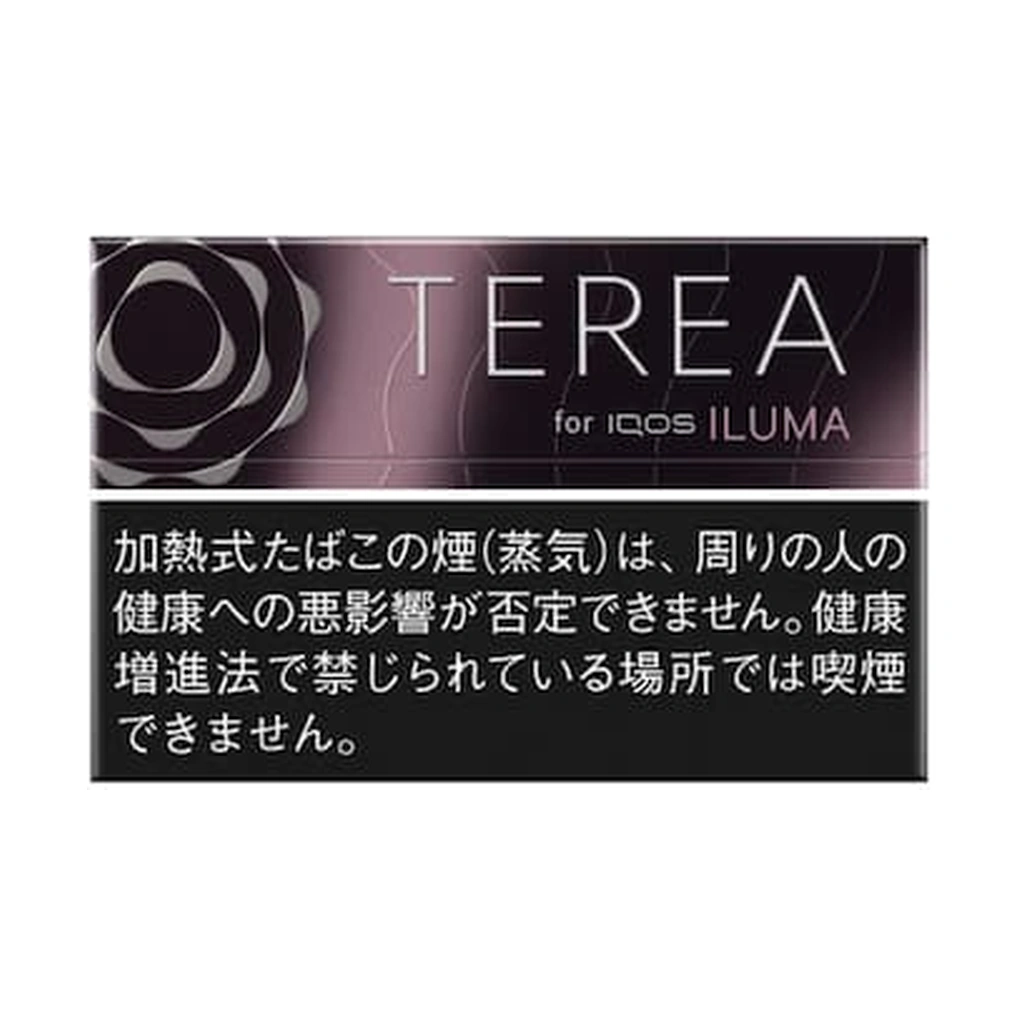 TEREA
for IQOS ILUMA
加熱式たばこの煙(蒸気)は、周りの人の
健康への悪影響が否定できません。健康
増進法で禁じられている場所では喫煙
できません。